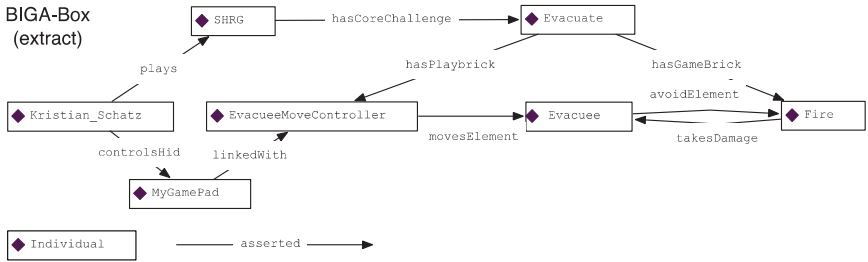 BIGA-Box
(extract)
SHRG
hasCoreChallenge
Evacuate
plays
hasPlaybrick
hasGameBrick
avoidElement
Kristian_Schatz
EvacueeMoveController
movesElement
Evacuee
Fire
takesDamage
controlsHid
linkedWith
MyGamePad
Individual
asserted